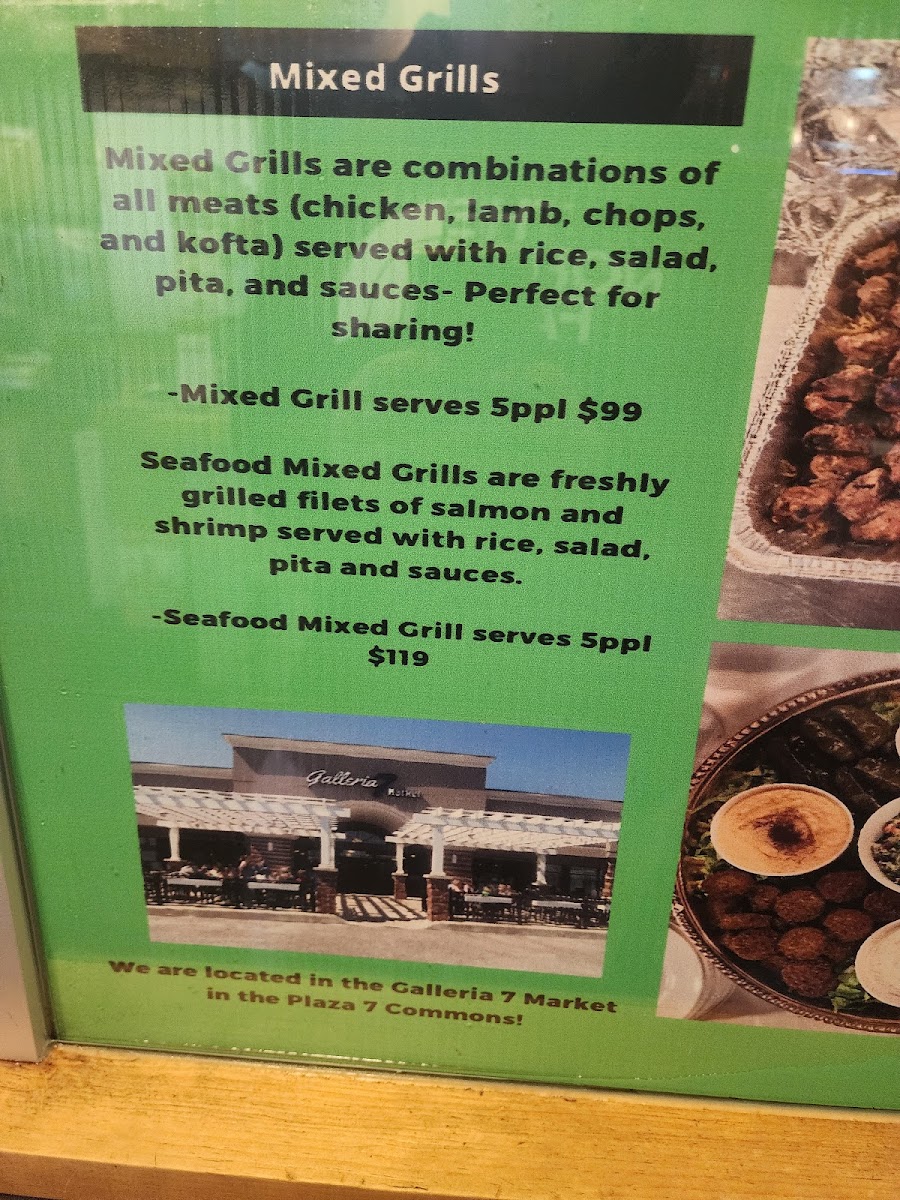 Mixed Grills
Mixed Grills are combinations of
all meats (chicken, lamb, chops,
and kofta) served with rice, salad,
pita, and sauces- Perfect for
sharing!
-Mixed Grill serves 5ppl $99
Seafood Mixed Grills are freshly
grilled filets of salmon and
shrimp served with rice, salad,
pita and sauces.
-Seafood Mixed Grill serves 5ppl
$119
Galleria 7
Market
We are located in the Galleria 7 Market
in the Plaza 7 Commons!